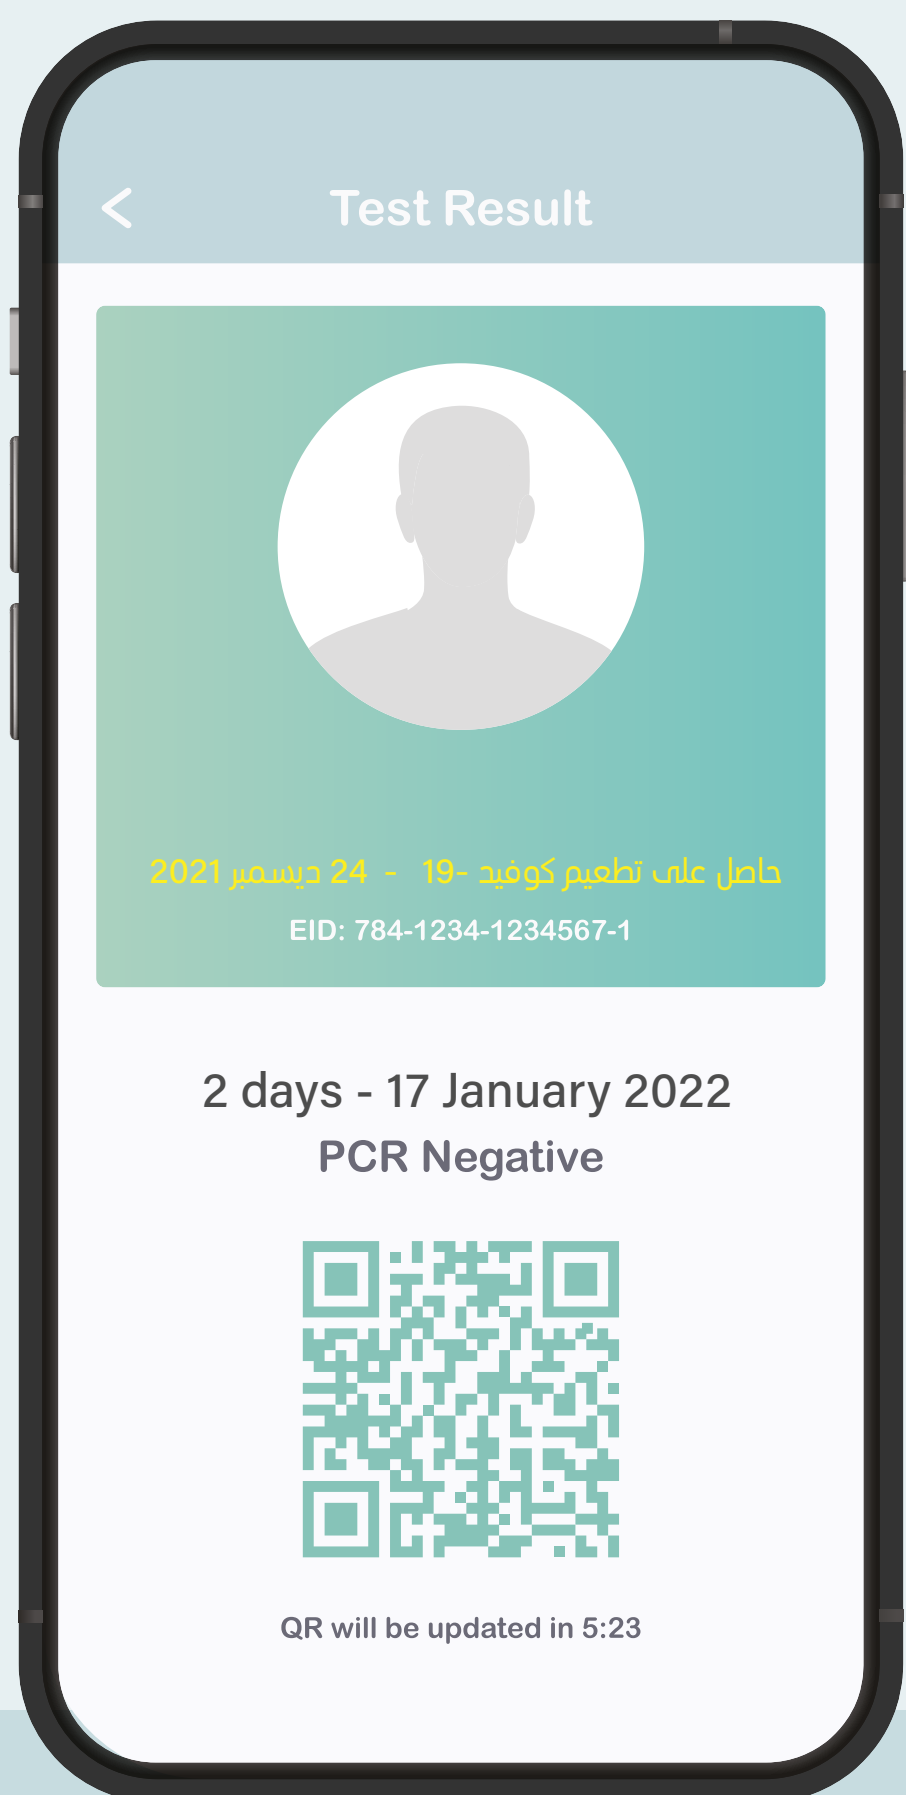 Test Result
حاصل على تطعيم كوفيد -19 - 24 ديسمبر 2021
EID: 784-1234-1234567-1
2 days - 17 January 2022
PCR Negative
QR will be updated in 5:23